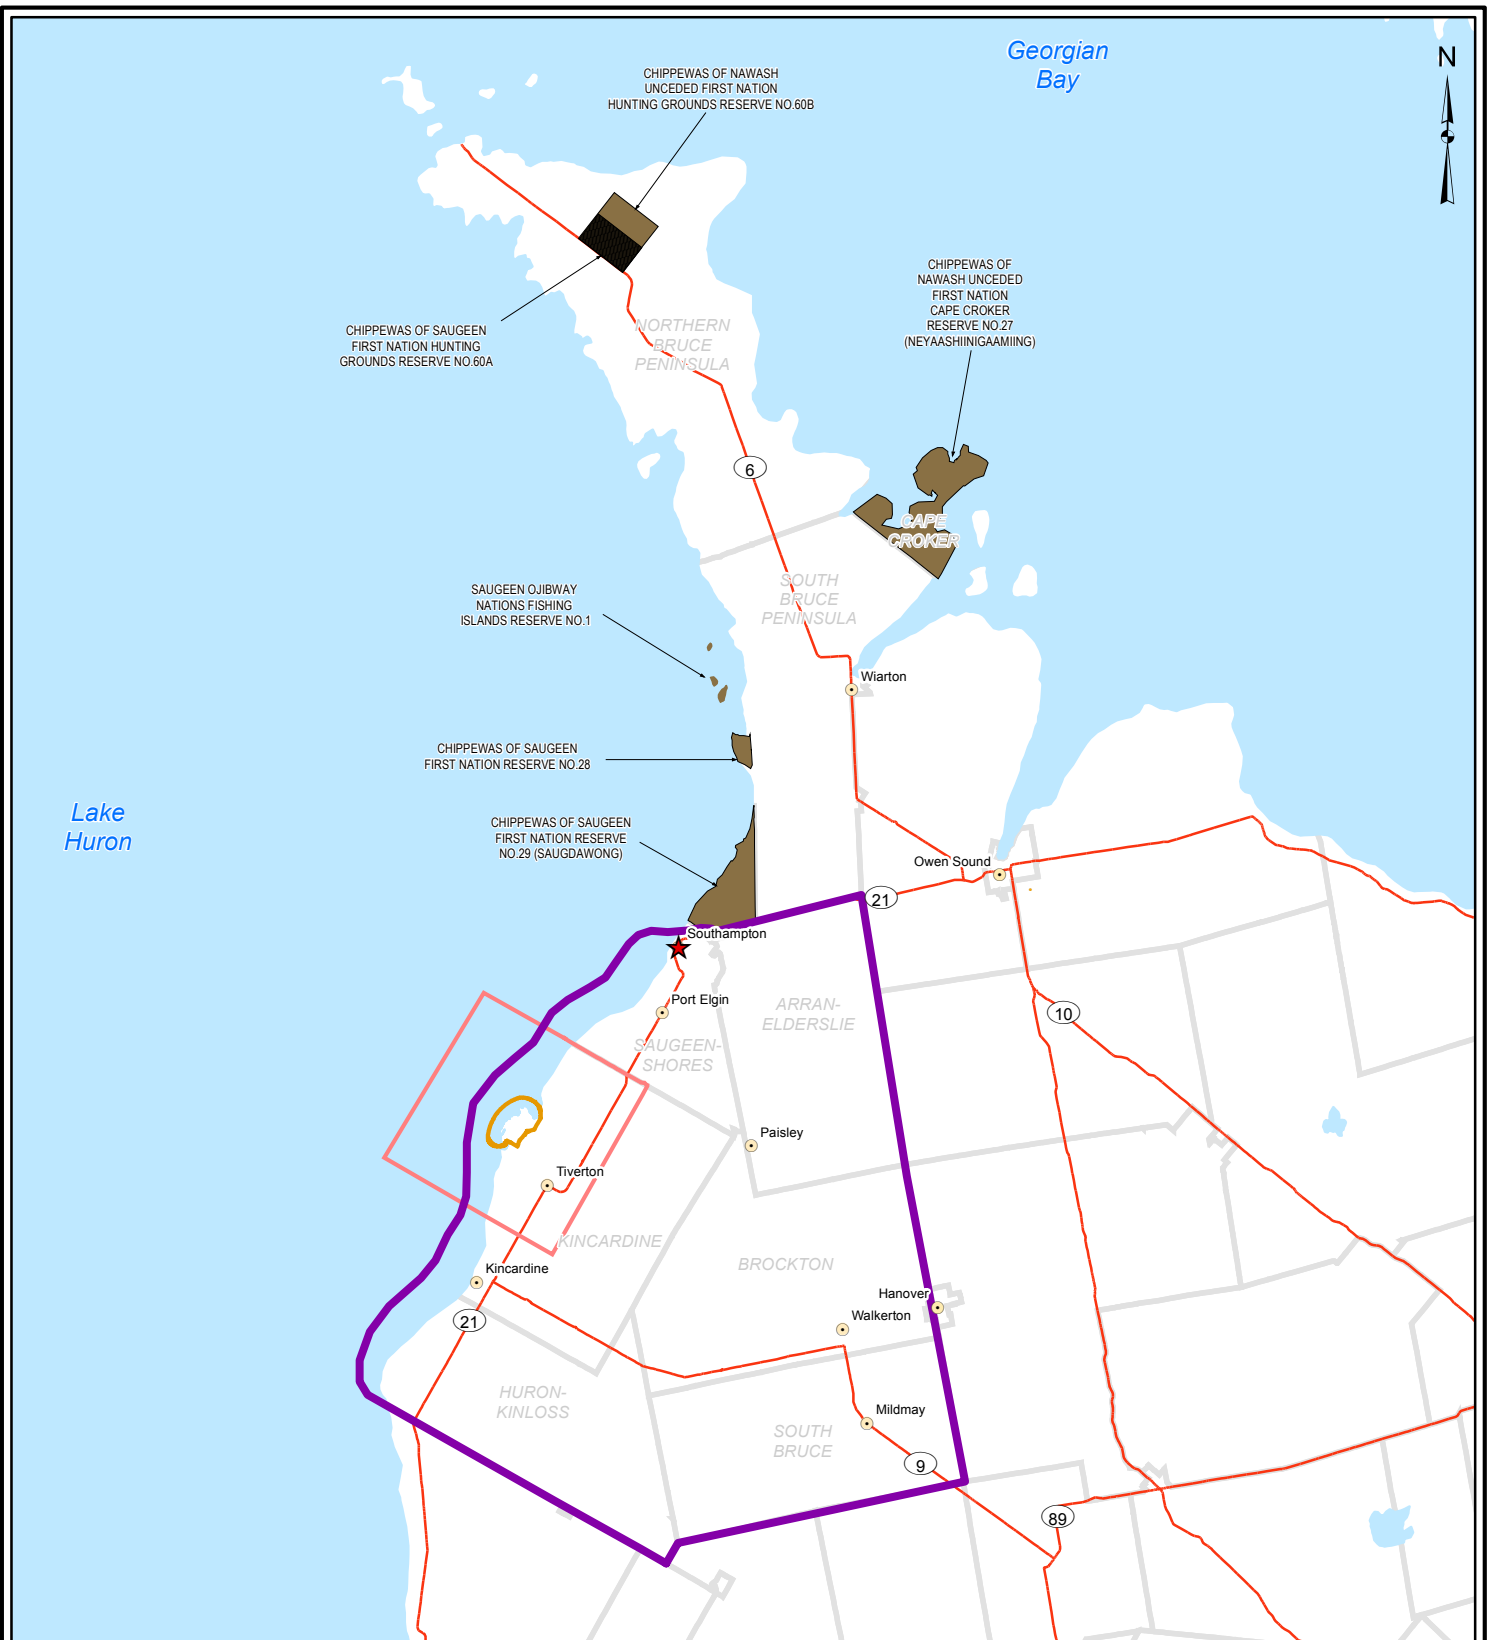 Georgian
Bay
N
CHIPPEWAS OF NAWASH
UNCEDED FIRST NATION
HUNTING GROUNDS RESERVE NO.60B
CHIPPEWAS OF
NAWASH UNCEDED
FIRST NATION
CAPE CROKER
RESERVE NO.27
(NEYAASHIINIGAAMIING)
CHIPPEWAS OF SAUGEEN
FIRST NATION HUNTING
GROUNDS RESERVE NO.60A
NORTHERN
BRUCE
PENINSULA
6
CAPE
CROKER
SOUTH
BRUCE
PENINSULA
SAUGEEN OJIBWAY
NATIONS FISHING
ISLANDS RESERVE NO.1
Wiarton
CHIPPEWAS OF SAUGEEN
FIRST NATION RESERVE NO.28
Lake
Huron
CHIPPEWAS OF SAUGEEN
FIRST NATION RESERVE
NO.29 (SAUGDAWONG)
Owen Sound
21
Southampton
Port Elgin
ARRAN-
ELDERSLIE
10
SAUGEEN-
SHORES
Paisley
Tiverton
KINCARDINE
BROCKTON
Kincardine
Hanover
21
Walkerton
HURON-
KINLOSS
Mildmay
SOUTH
BRUCE
9
89